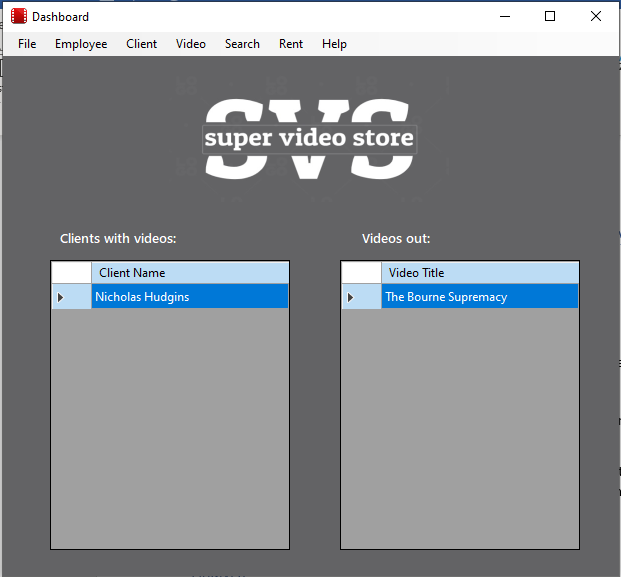 Dashboard
File Employee Client Video Search Rent Help
SVS
super video store
Clients with videos: Videos out:
Client Name Video Title
Nicholas Hudgins The Bourne Supremacy